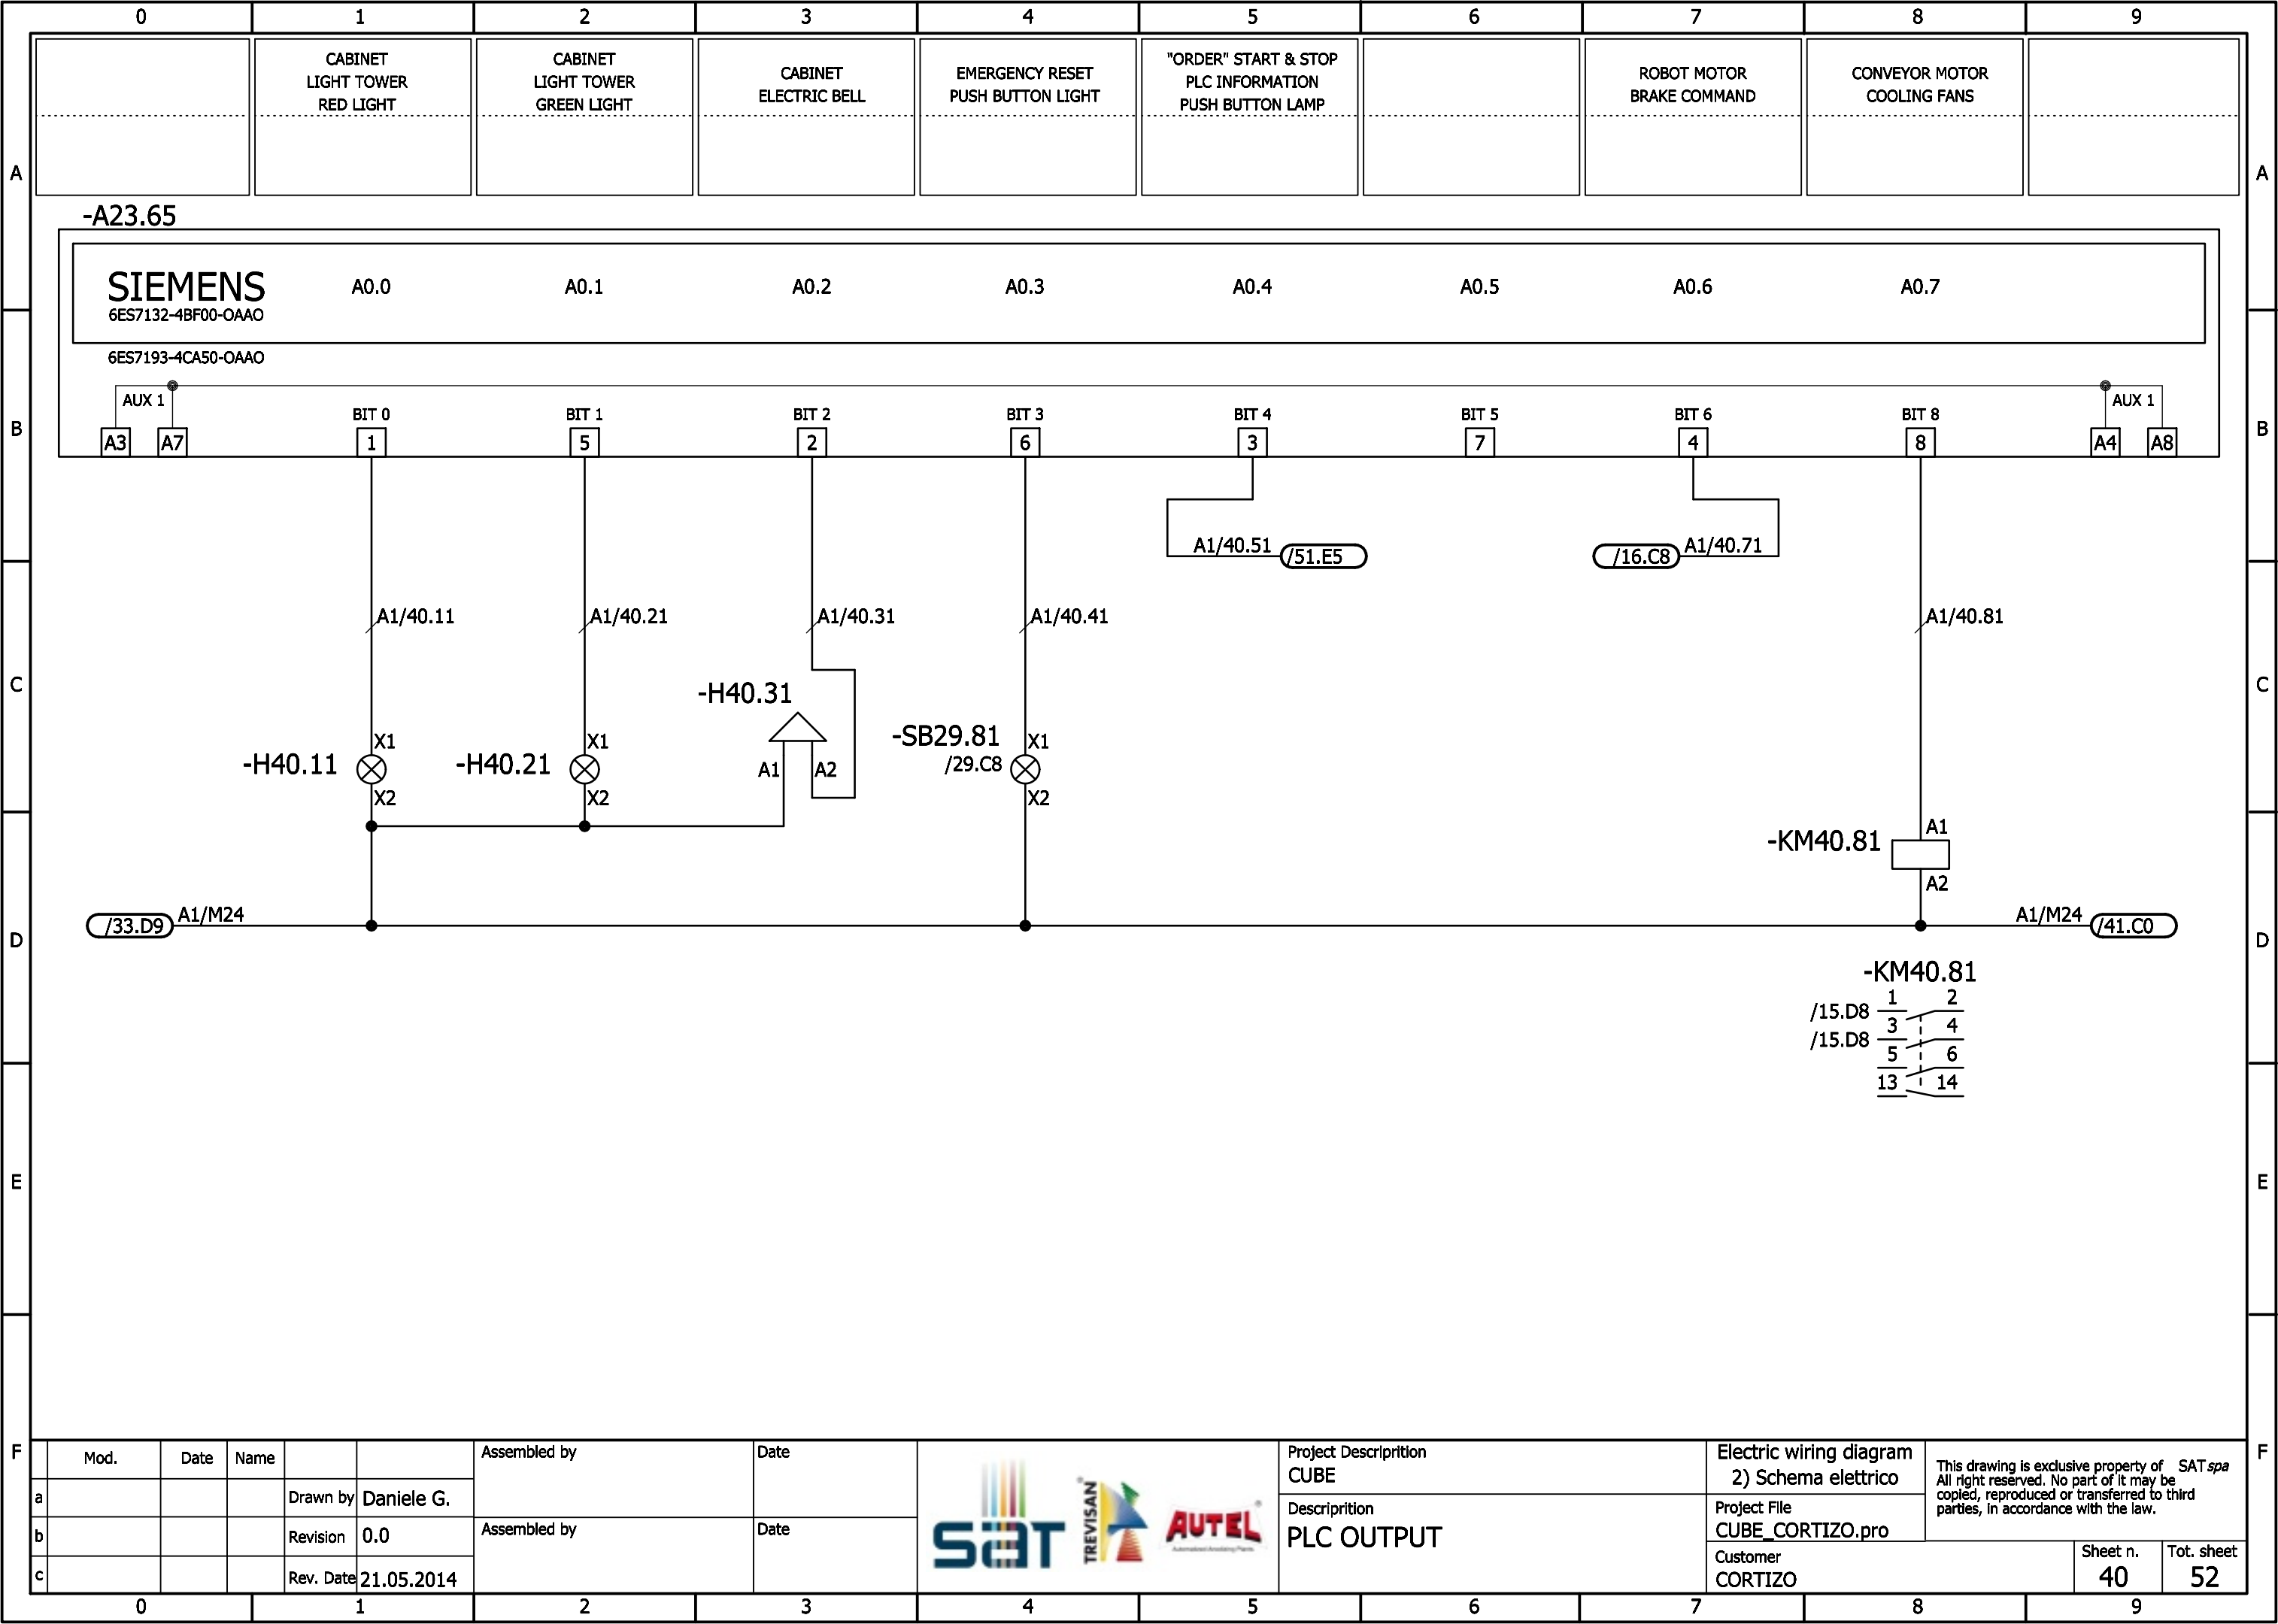 0 1 2 3 4 5 6 7 8 9
CABINET
LIGHT TOWER
RED LIGHT
CABINET
LIGHT TOWER
GREEN LIGHT
CABINET
ELECTRIC BELL
EMERGENCY RESET
PUSH BUTTON LIGHT
"ORDER" START & STOP
PLC INFORMATION
PUSH BUTTON LAMP
ROBOT MOTOR
BRAKE COMMAND
CONVEYOR MOTOR
COOLING FANS
A A
-A23.65
SIEMENS A0.0 A0.1 A0.2 A0.3 A0.4 A0.5 A0.6 A0.7
6ES7132-4BF00-OAAO
6ES7193-4CA50-OAAO
AUX 1 AUX 1
BIT 0 BIT 1 BIT 2 BIT 3 BIT 4 BIT 5 BIT 6 BIT 8
B B
A3 A7 1 5 2 6 3 7 4 8 A4 A8
A1/40.51 /51.E5 /16.C8 A1/40.71
A1/40.11 A1/40.21 A1/40.31 A1/40.41 A1/40.81
C C
-H40.31
-SB29.81
/29.C8
X1 X1 X1
-H40.11 -H40.21 A1 A2
X2 X2 X2
A1
-KM40.81
A2
/33.D9 A1/M24 A1/M24 /41.C0
D D
-KM40.81
1 2
/15.D8
3 4
/15.D8
5 6
13 14
E E
F F
Mod. Date Name
a
b
c
Drawn by Daniele G.
Revision 0.0
Rev. Date 21.05.2014
Assembled by Date
Assembled by Date
SAT
TREVISAN
AUTEL
Project Descriprition
CUBE
Descriprition
PLC OUTPUT
Electric wiring diagram
2) Schema elettrico
Project File
CUBE_CORTIZO.pro
Customer
CORTIZO
This drawing is exclusive property of SAT spa
All right reserved. No part of it may be
copied, reproduced or transferred to third
parties, in accordance with the law.
Sheet n. Tot. sheet
40 52
0 1 2 3 4 5 6 7 8 9